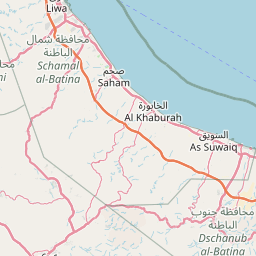 Liwa
محافظة شمال
الباطنة
Schamal
al-Batina
صحم
Saham
الخابورة
Al Khaburah
السويق
As Suwaiq
محافظة جنوب
الباطنة
Dschanub
al-Batina